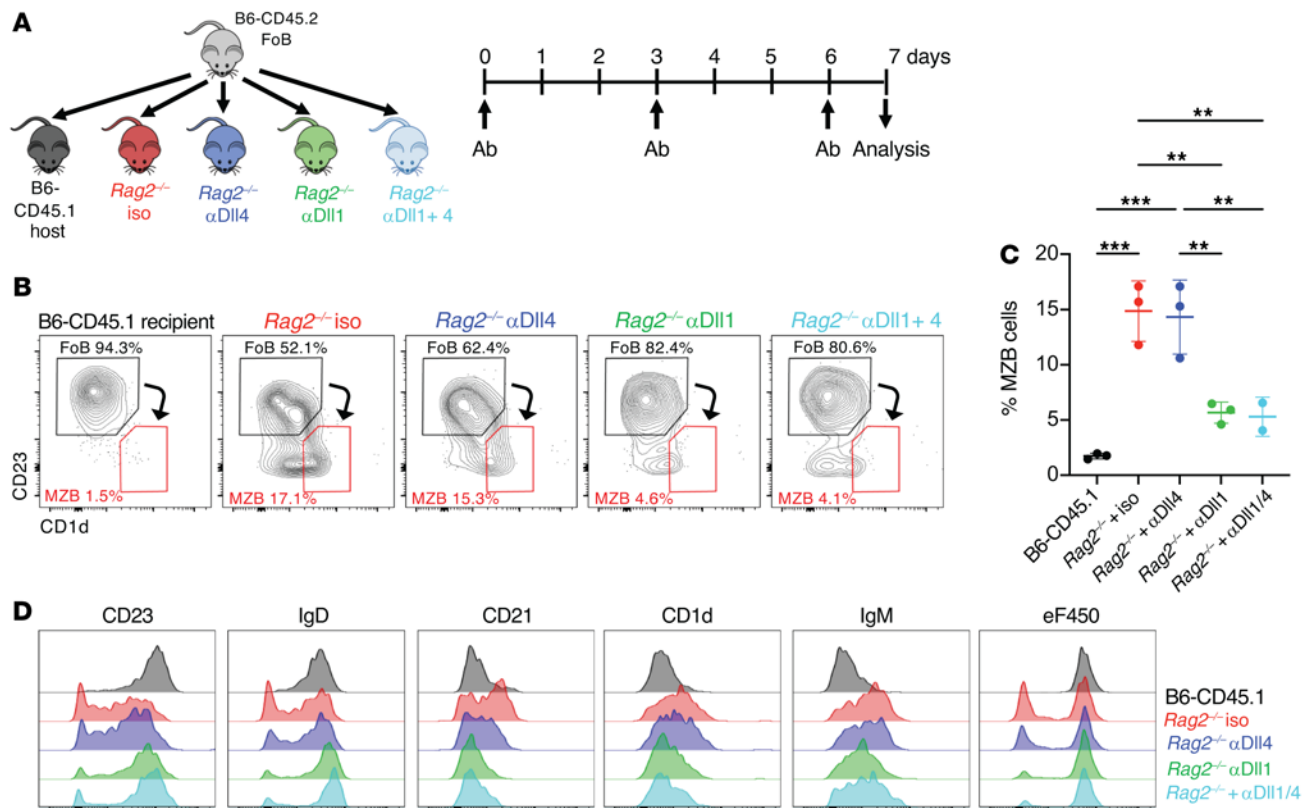 A
B6-CD45.2
FoB
B6-
CD45.1
host
Rag2–/–
iso
Rag2–/–
αDll4
Rag2–/–
αDll1
Rag2–/–
αDll1+ 4
0 1 2 3 4 5 6 7 days
Ab Ab Ab Analysis
B
B6-CD45.1 recipient Rag2–/– iso Rag2–/– αDll4 Rag2–/– αDll1 Rag2–/– αDll1+ 4
FoB 94.3% FoB 52.1% FoB 62.4% FoB 82.4% FoB 80.6%
MZB 1.5% MZB 17.1% MZB 15.3% MZB 4.6% MZB 4.1%
CD23
CD1d
C
**
**
*** **
*** **
% MZB cells
20
15
10
5
0
B6-CD45.1
Rag2–/– +iso
Rag2–/– + αDll4
Rag2–/– + αDll1
Rag2–/– + αDll1/4
D
CD23 IgD CD21 CD1d IgM eF450
B6-CD45.1
Rag2–/– iso
Rag2–/– αDll4
Rag2–/– αDll1
Rag2–/– + αDll1/4